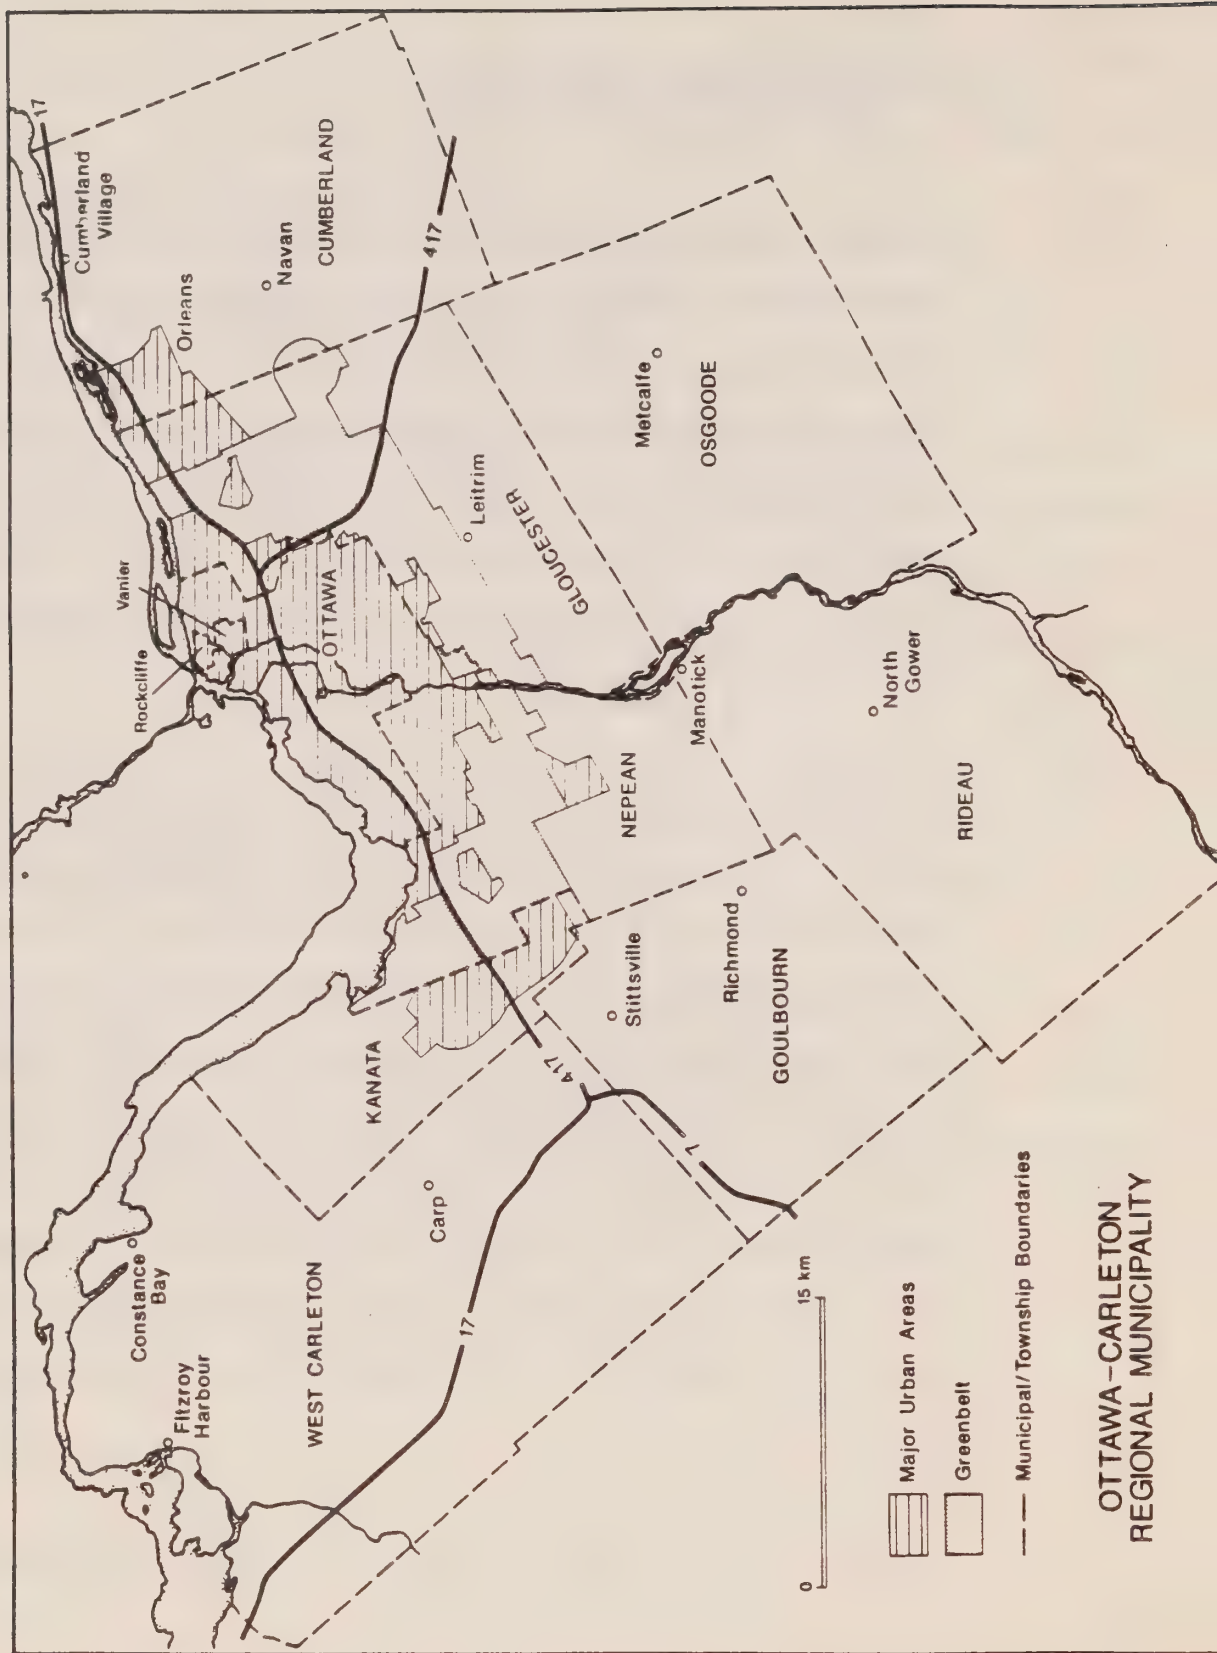 17
Cumberland
Village
Orleans
Navan
CUMBERLAND
417
Vanier
Rockcliffe
OTTAWA
Leitrim
GLOUCESTER
Metcalfe
OSGOODE
Manotick
North
Gower
NEPEAN
RIDEAU
Stittsville
Richmond
GOULBOURN
KANATA
417
7
Carp
Constance
Bay
Fitzroy
Harbour
WEST CARLETON
17
0 15 km
Major Urban Areas
Greenbelt
Municipal/Township Boundaries
OTTAWA-CARLETON
REGIONAL MUNICIPALITY